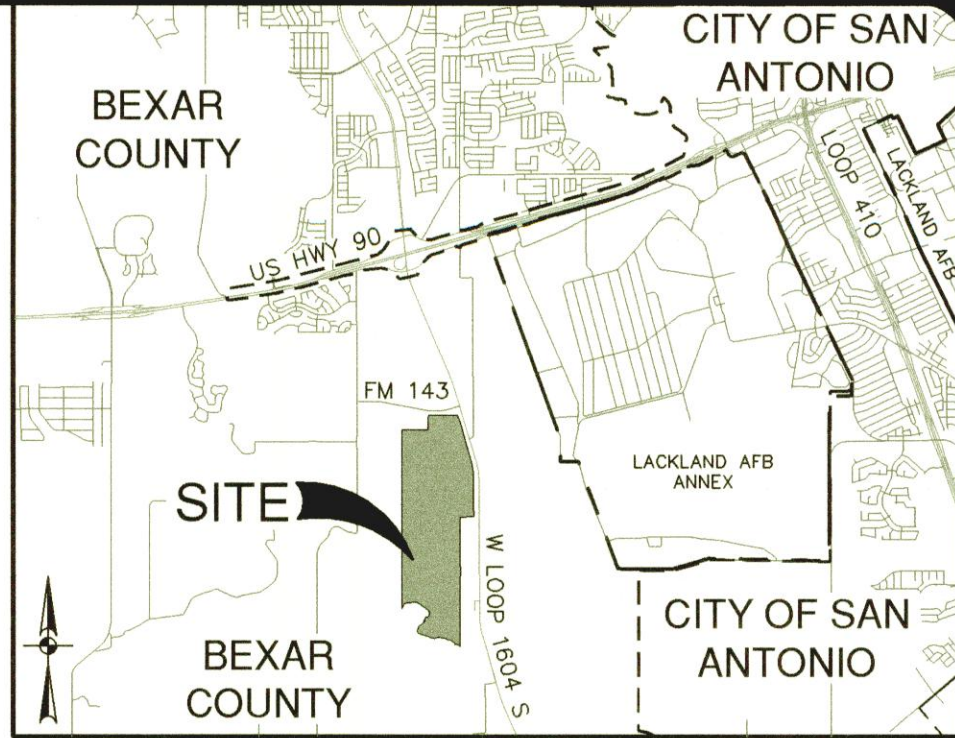 CITY OF SAN
ANTONIO
BEXAR
COUNTY
LOOP 410
LACKLAND AFB
US HWY 90
FM 143
LACKLAND AFB
ANNEX
SITE
W LOOP 1604 S
CITY OF SAN
ANTONIO
BEXAR
COUNTY